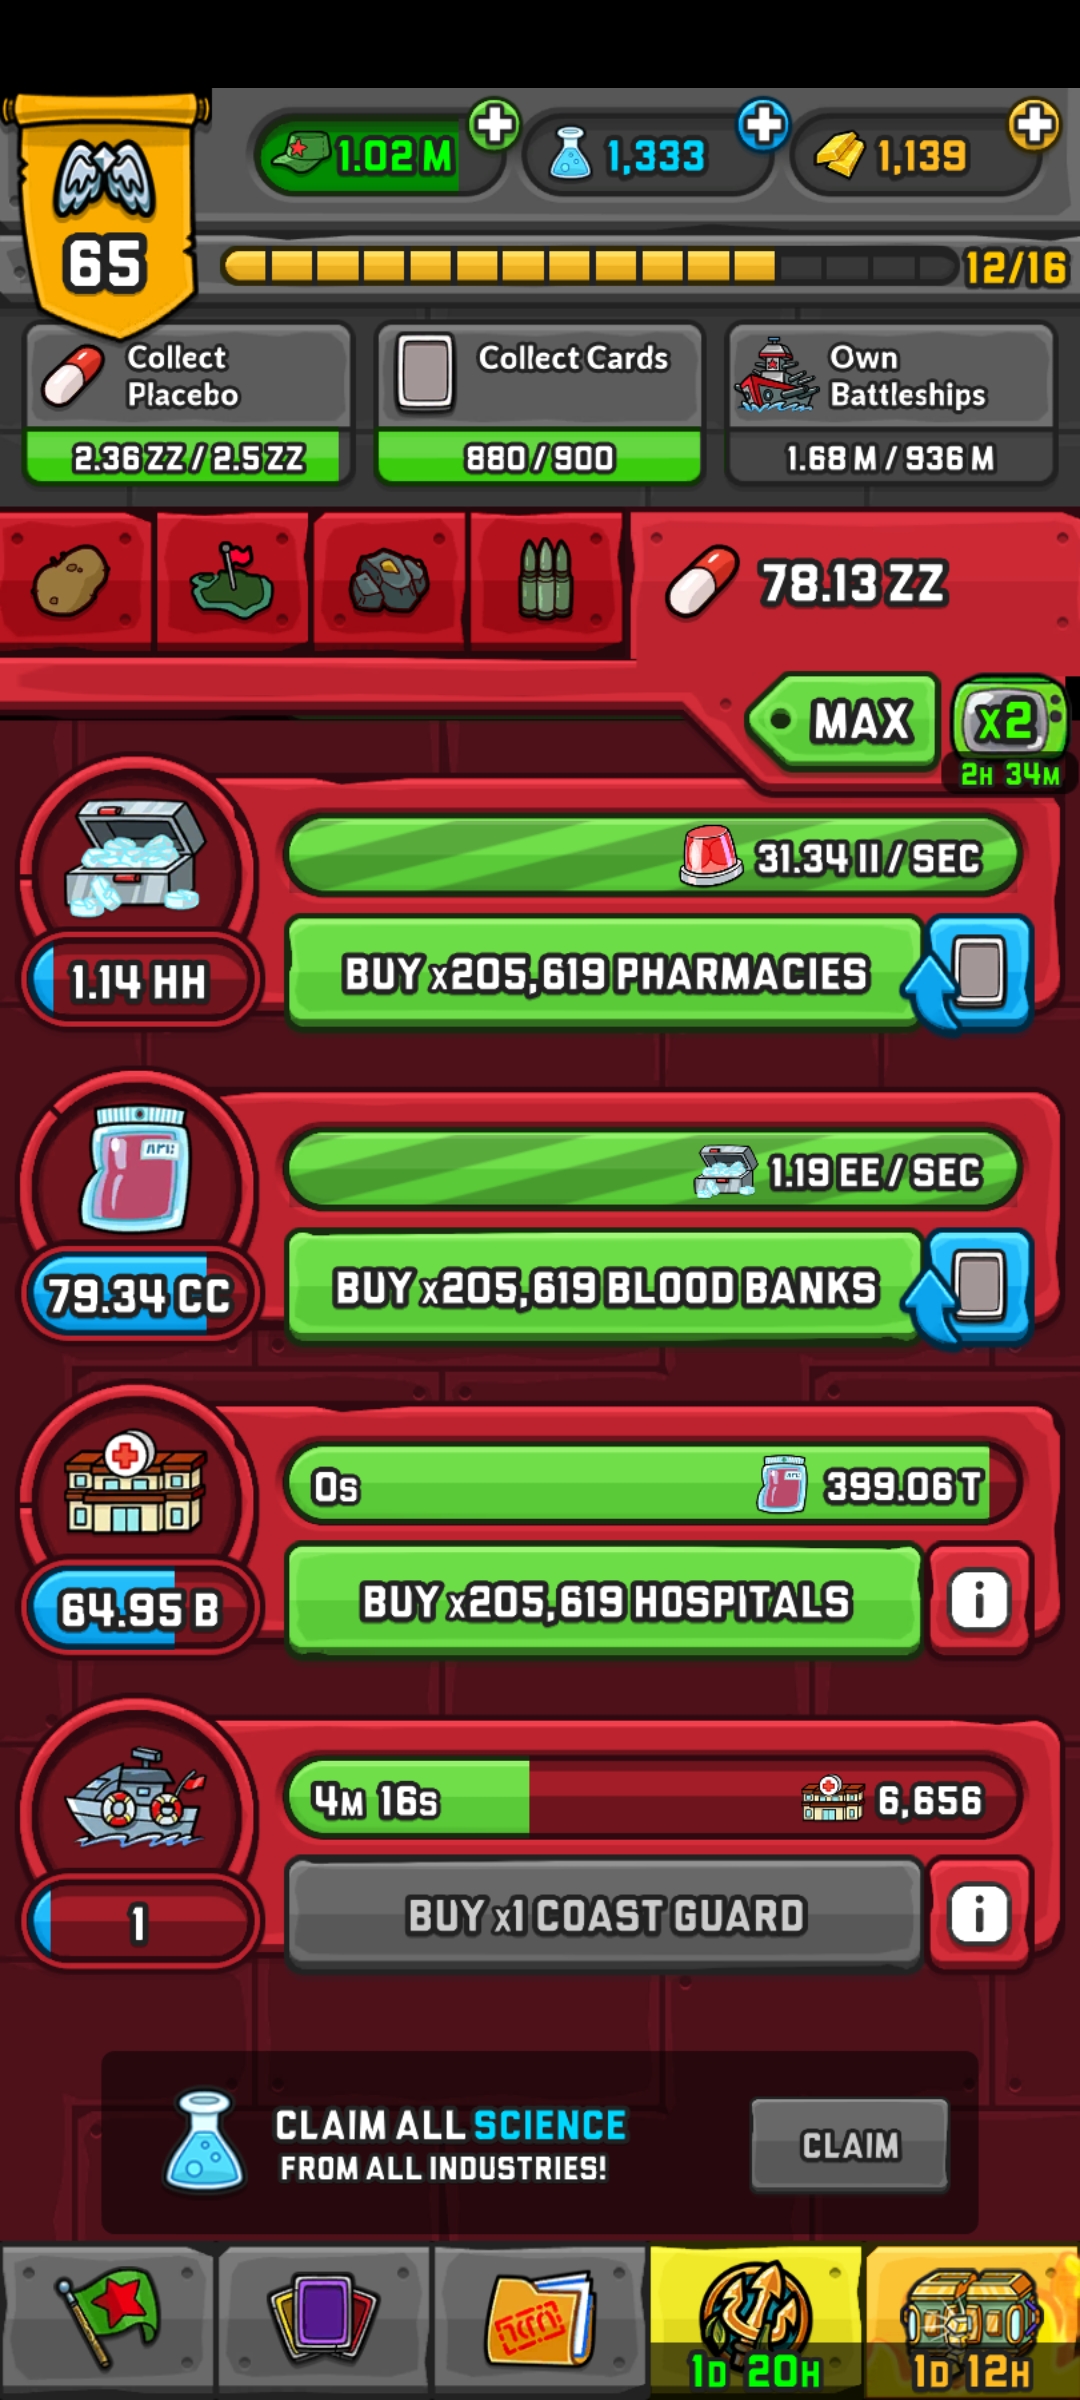 1.02 M
1,333
1,139
65
12/16
Collect
Placebo
2.36 ZZ / 2.5 ZZ
Collect Cards
880 / 900
Own
Battleships
1.68 M / 936 M
78.13 ZZ
MAX
x2
2H 34M
31.34 II / SEC
1.14 HH
BUY x205,619 PHARMACIES
1.19 EE / SEC
79.34 CC
BUY x205,619 BLOOD BANKS
0s
399.06 T
64.95 B
BUY x205,619 HOSPITALS
i
4M 16s
6,656
1
BUY x1 COAST GUARD
i
CLAIM ALL SCIENCE
FROM ALL INDUSTRIES!
CLAIM
1D 20H
1D 12H